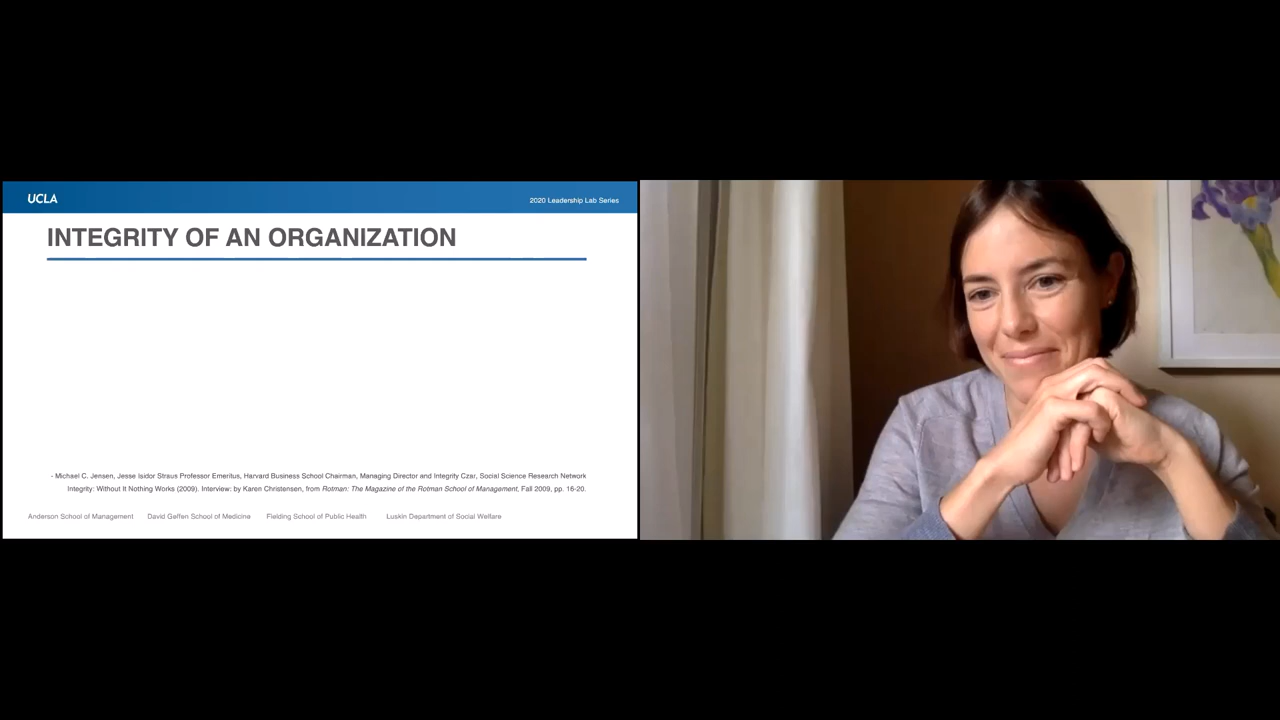 UCLA
2020 Leadership Lab Series
INTEGRITY OF AN ORGANIZATION
- Michael C. Jensen, Jesse Isidor Straus Professor Emeritus, Harvard Business School Chairman, Managing Director and Integrity Czar, Social Science Research Network
Integrity: Without It Nothing Works (2009). Interview: by Karen Christensen, from Rotman: The Magazine of the Rotman School of Management, Fall 2009, pp. 16-20.
Anderson School of Management David Geffen School of Medicine Fielding School of Public Health Luskin Department of Social Welfare